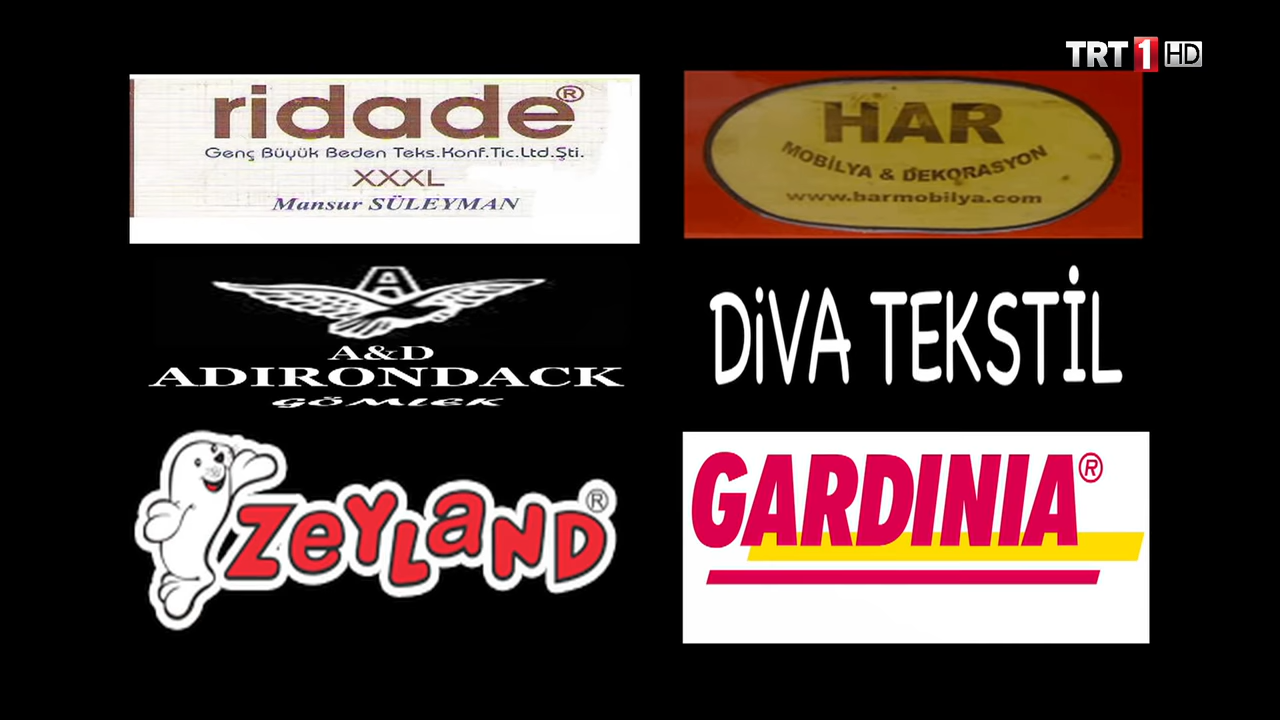 TRT 1 HD
ridade®
Genç Büyük Beden Teks.Konf.Tic.Ltd.Şti.
XXXL
Mansur SÜLEYMAN
HAR
MOBİLYA & DEKORASYON
www.harmobilya.com
A
A&D
ADIRONDACK
GÖMLEK
DiVA TEKSTİL
ZEYLAND®
GARDINIA®